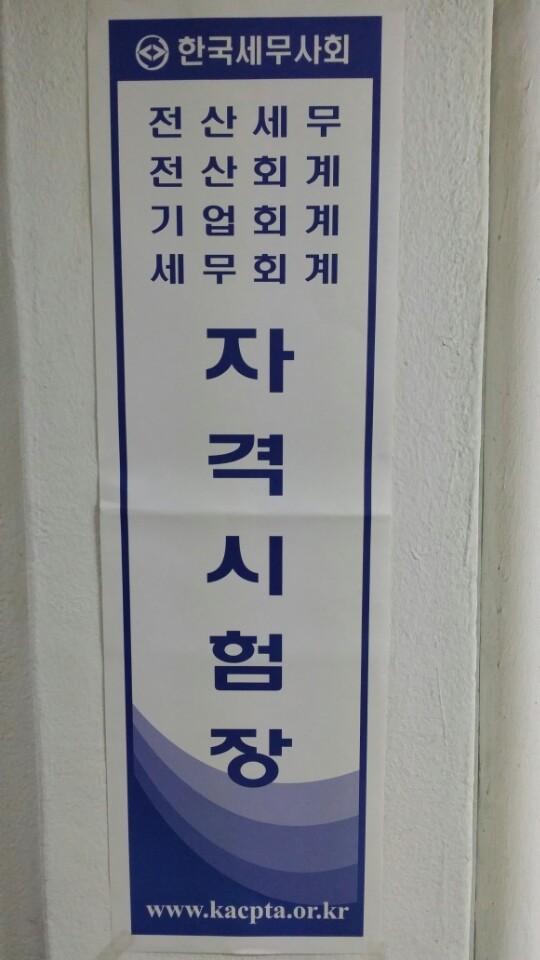 한국세무사회
전산세무
전산회계
기업회계
세무회계
자격시험장
www.kacpta.or.kr